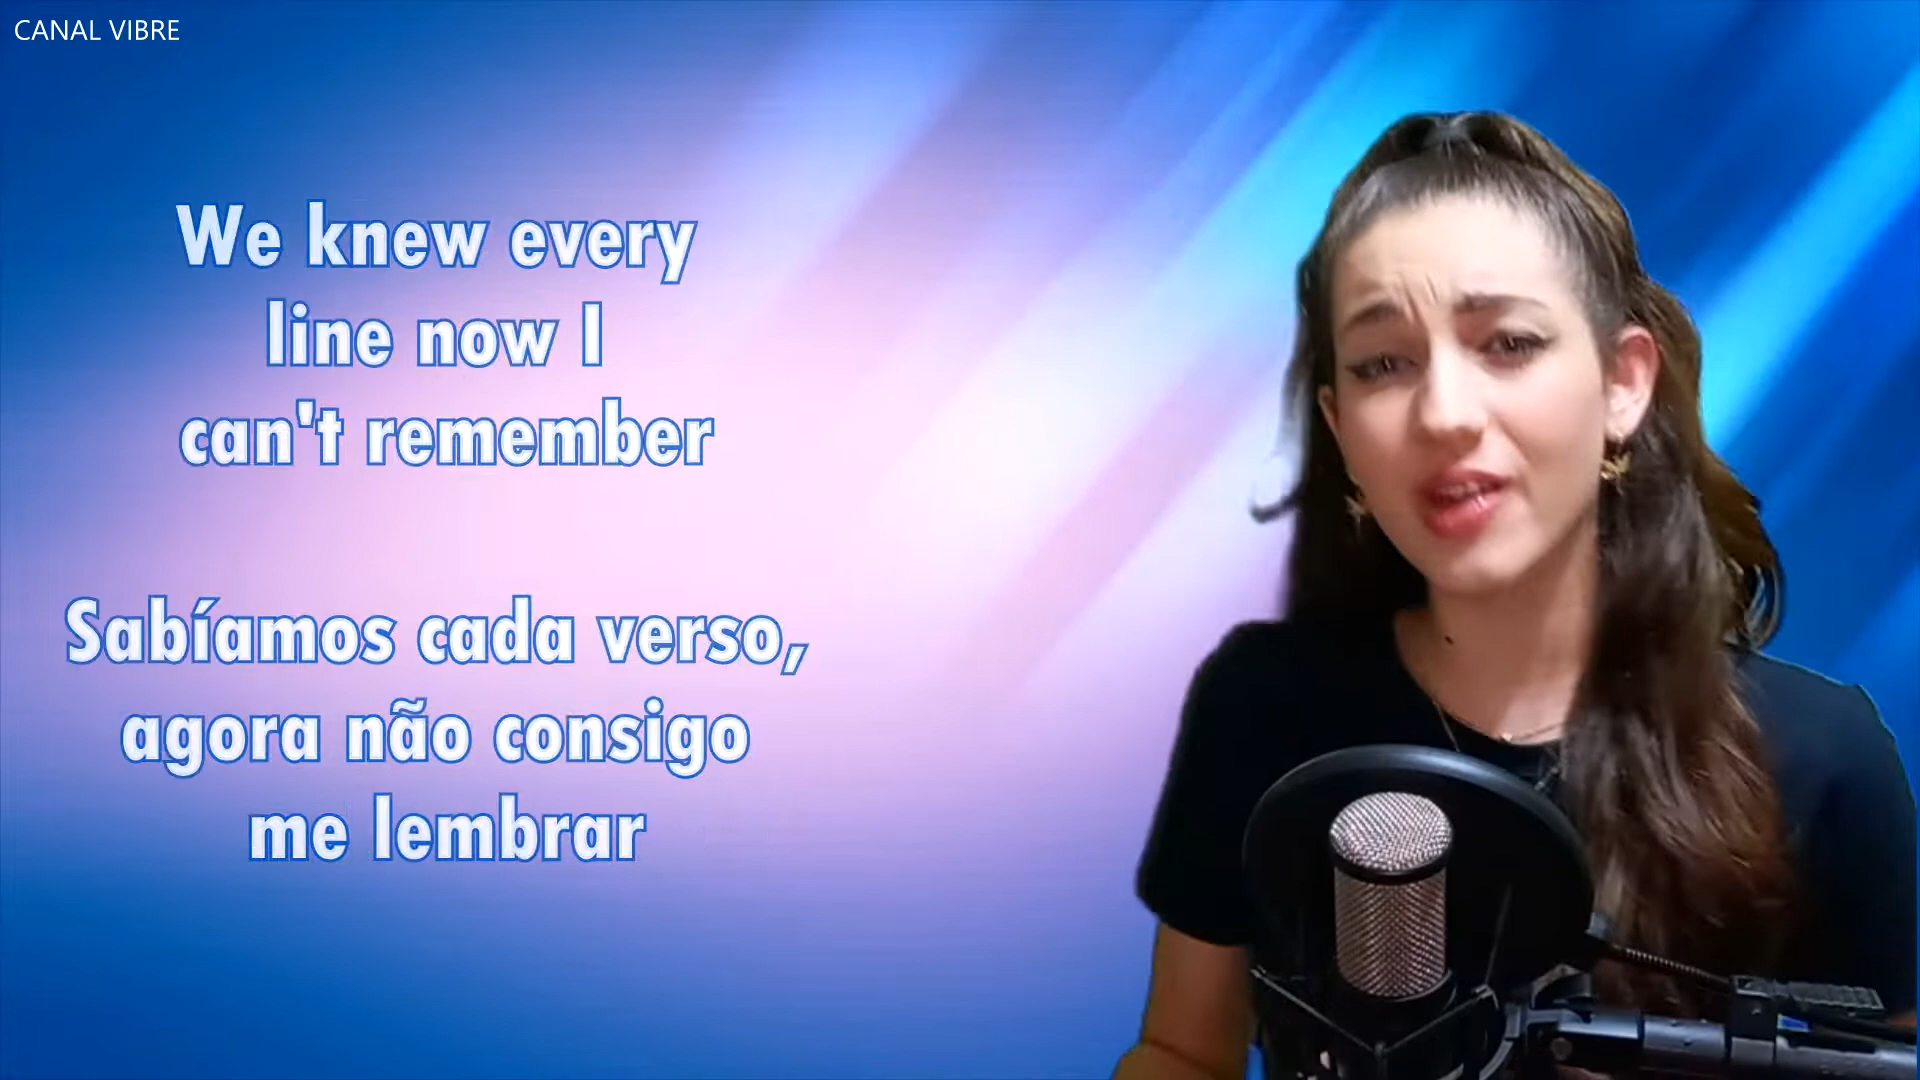 CANAL VIBRE
We knew every
line now I
can't remember
Sabíamos cada verso,
agora não consigo
me lembrar